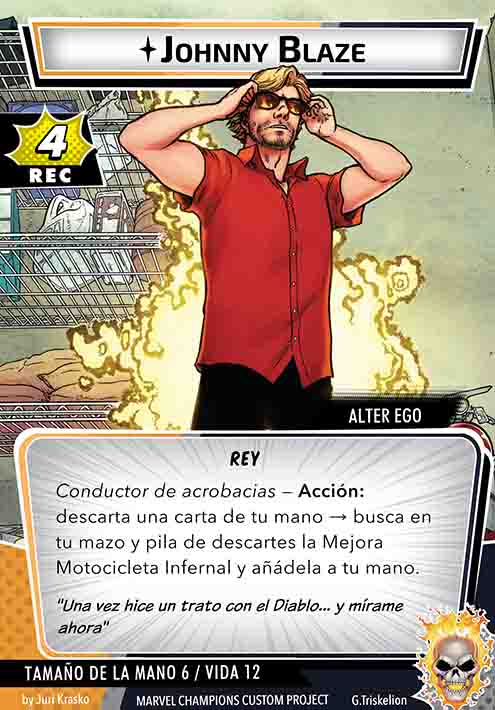 JOHNNY BLAZE
4
REC
ALTER EGO
REY
Conductor de acrobacias – Acción:
descarta una carta de tu mano → busca en
tu mazo y pila de descartes la Mejora
Motocicleta Infernal y añádela a tu mano.
"Una vez hice un trato con el Diablo... y mírame
ahora"
TAMAÑO DE LA MANO 6 / VIDA 12
by Juri Krasko MARVEL CHAMPIONS CUSTOM PROJECT G.Triskelion